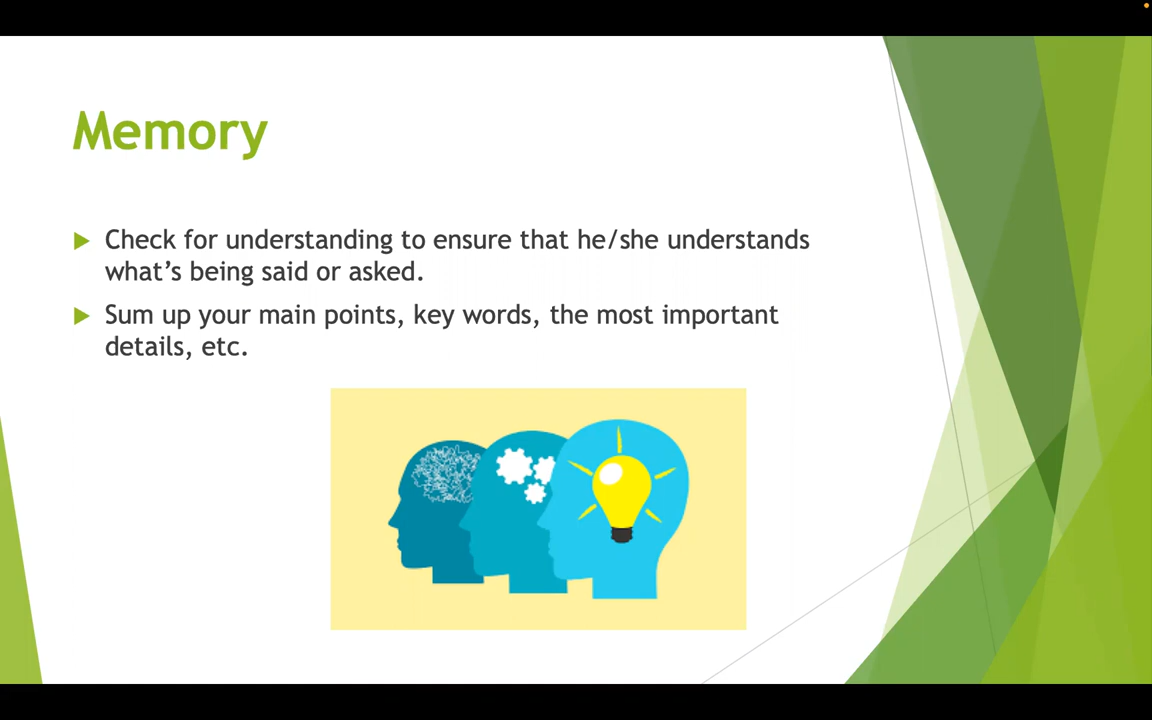 Memory
Check for understanding to ensure that he/she understands
what's being said or asked.
Sum up your main points, key words, the most important
details, etc.